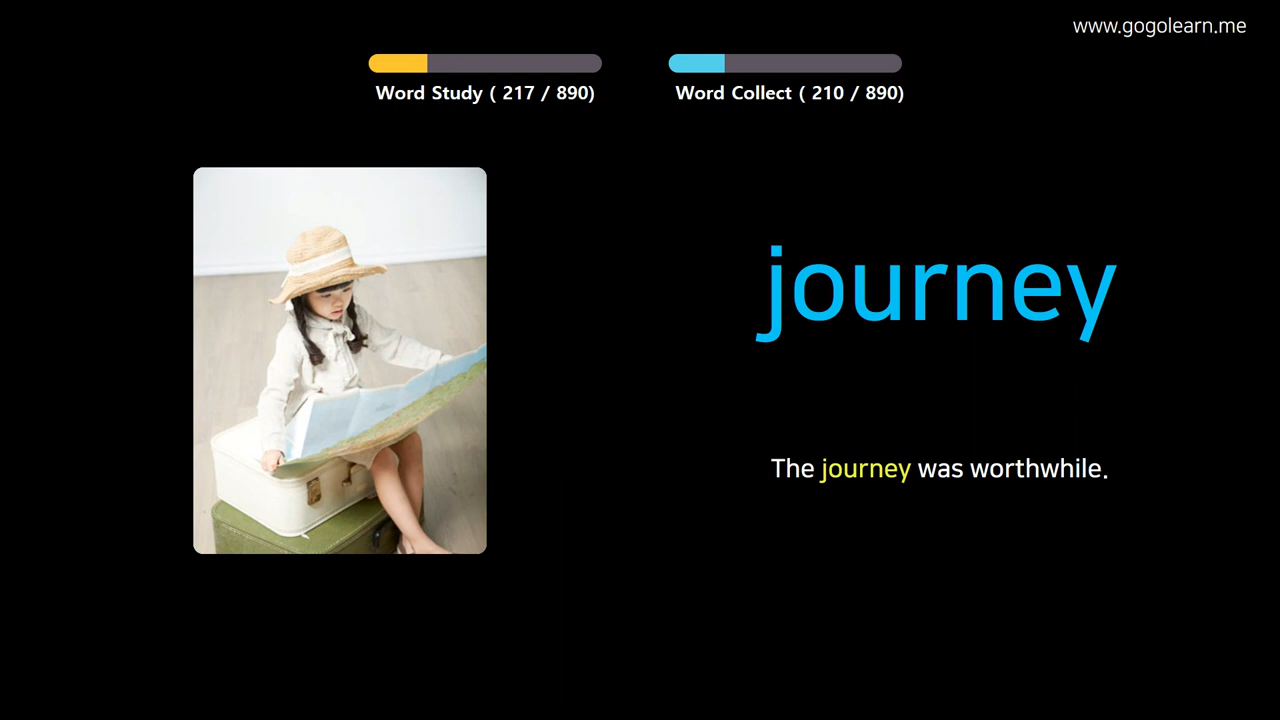 www.gogolearn.me
Word Study ( 217 / 890)
Word Collect ( 210 / 890)
journey
The journey was worthwhile.